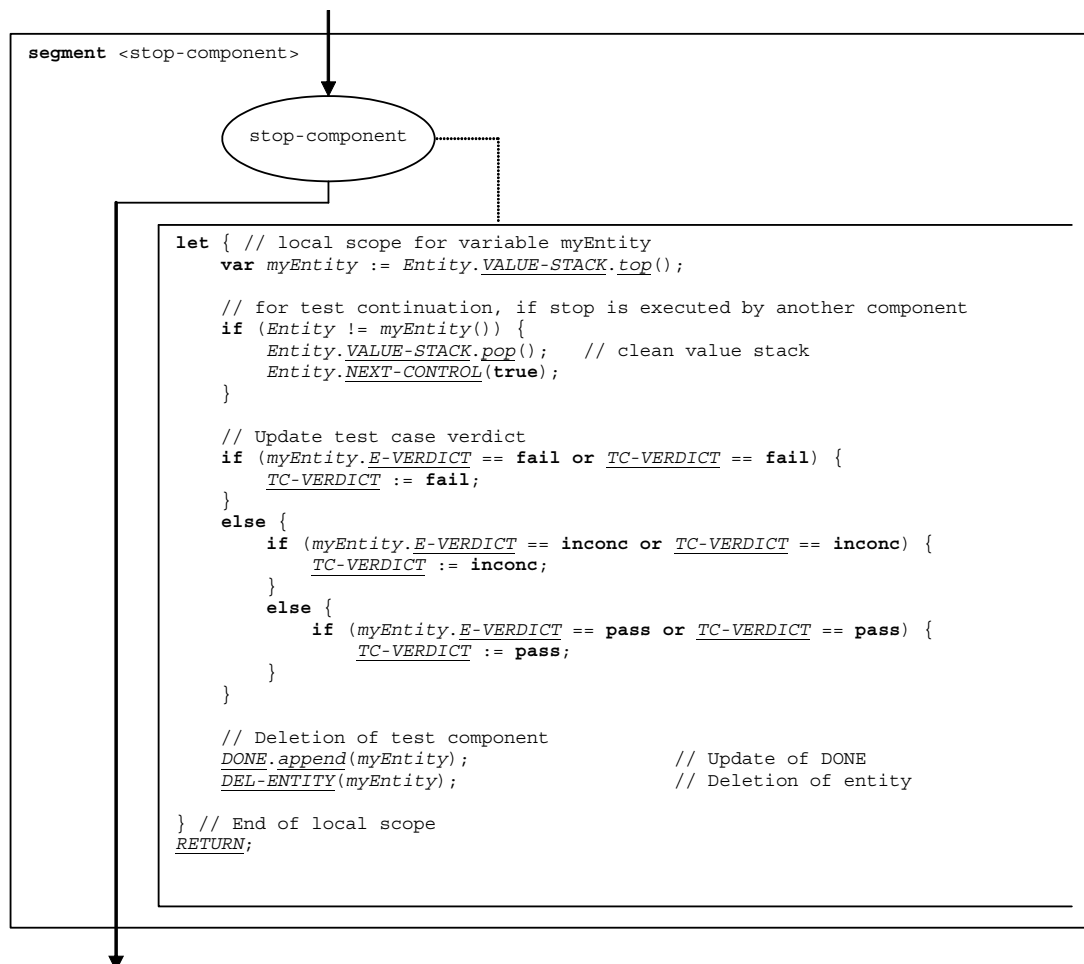 segment <stop-component>
stop-component
let { // local scope for variable myEntity
var myEntity := Entity.VALUE-STACK.top();
// for test continuation, if stop is executed by another component
if (Entity != myEntity()) {
Entity.VALUE-STACK.pop(); // clean value stack
Entity.NEXT-CONTROL(true);
}
// Update test case verdict
if (myEntity.E-VERDICT == fail or TC-VERDICT == fail) {
TC-VERDICT := fail;
}
else {
if (myEntity.E-VERDICT == inconc or TC-VERDICT == inconc) {
TC-VERDICT := inconc;
}
else {
if (myEntity.E-VERDICT == pass or TC-VERDICT == pass) {
TC-VERDICT := pass;
}
}
// Deletion of test component
DONE.append(myEntity); // Update of DONE
DEL-ENTITY(myEntity); // Deletion of entity
} // End of local scope
RETURN;